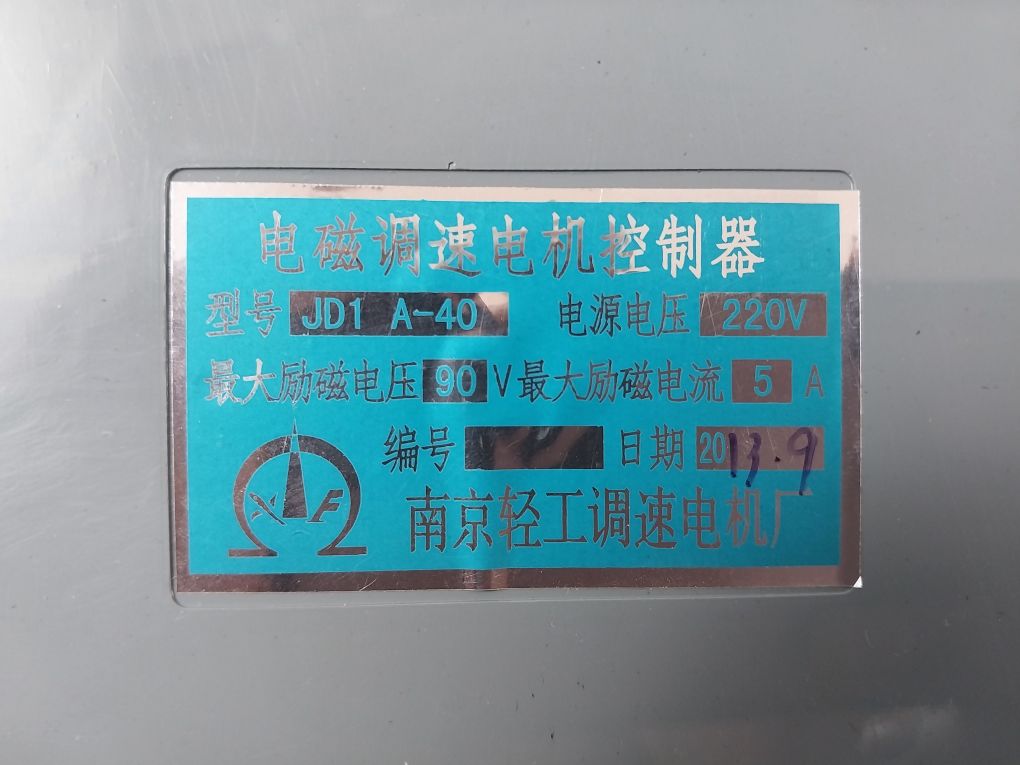 电磁调速电机控制器
型号 JD1 A-40 电源电压 220V
最大励磁电压 90 V 最大励磁电流 5 A
编号 日期 2013.9
XF
南京轻工调速电机厂